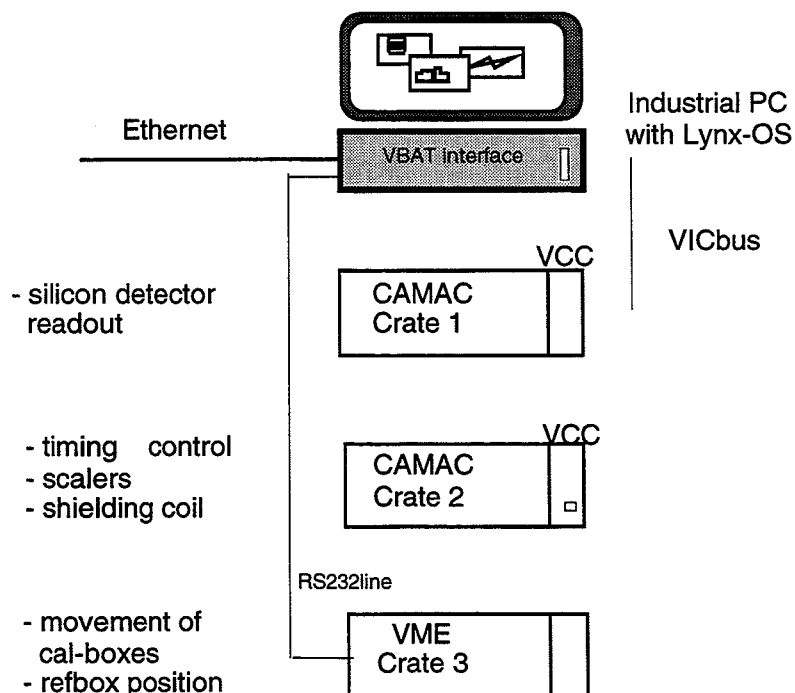 Ethernet
VBAT interface
Industrial PC
with Lynx-OS
VICbus
VCC
- silicon detector
readout
CAMAC
Crate 1
VCC
- timing control
- scalers
- shielding coil
CAMAC
Crate 2
RS232line
- movement of
cal-boxes
- refbox position
VME
Crate 3